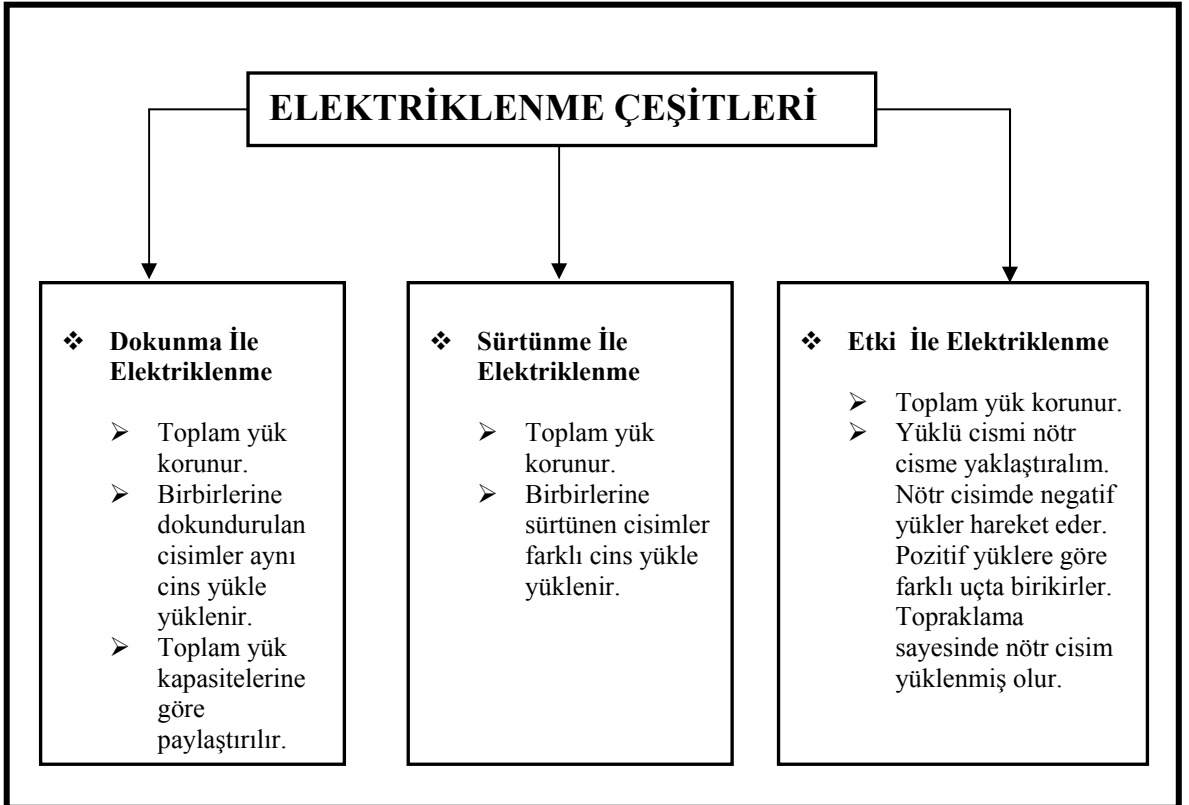 ELEKTRİKLENME ÇEŞİTLERİ
❖ Dokunma İle
Elektriklenme
➢ Toplam yük
korunur.
➢ Birbirlerine
dokundurulan
cisimler aynı
cins yükle
yüklenir.
➢ Toplam yük
kapasitelerine
göre
paylaştırılır.
❖ Sürtünme İle
Elektriklenme
➢ Toplam yük
korunur.
➢ Birbirlerine
sürtünen cisimler
farklı cins yükle
yüklenir.
❖ Etki İle Elektriklenme
➢ Toplam yük korunur.
➢ Yüklü cismi nötr
cisme yaklaştıralım.
Nötr cisimde negatif
yükler hareket eder.
Pozitif yüklere göre
farklı uçta birikirler.
Topraklama
sayesinde nötr cisim
yüklenmiş olur.